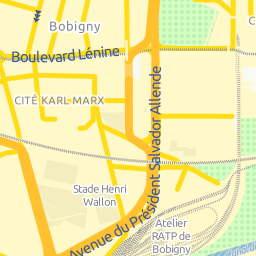 Bobigny
Boulevard Lénine
CITÉ KARL MARX
Avenue du Président Salvador Allende
Stade Henri
Wallon
Atelier
RATP de
Bobigny